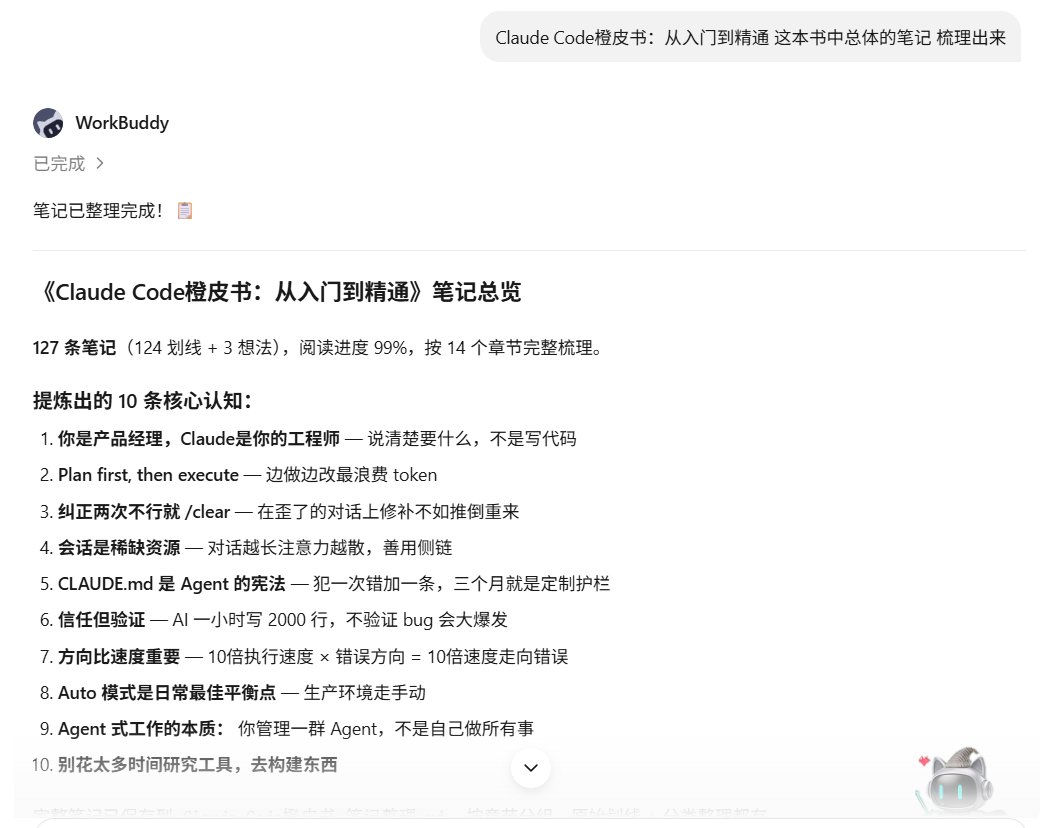 Claude Code橙皮书：从入门到精通 这本书中总体的笔记 梳理出来
WorkBuddy
已完成 >
笔记已整理完成！📋
《Claude Code橙皮书：从入门到精通》笔记总览
127 条笔记（124 划线 + 3 想法），阅读进度 99%，按 14 个章节完整梳理。
提炼出的 10 条核心认知：
1. 你是产品经理，Claude是你的工程师 — 说清楚要什么，不是写代码
2. Plan first, then execute — 边做边改最浪费 token
3. 纠正两次不行就 /clear — 在歪了的对话上修补不如推倒重来
4. 会话是稀缺资源 — 对话越长注意力越散，善用侧链
5. CLAUDE.md 是 Agent 的宪法 — 犯一次错加一条，三个月就是定制护栏
6. 信任但验证 — AI 一小时写 2000 行，不验证 bug 会大爆发
7. 方向比速度重要 — 10倍执行速度 × 错误方向 = 10倍速度走向错误
8. Auto 模式是日常最佳平衡点 — 生产环境走手动
9. Agent 式工作的本质： 你管理一群 Agent，不是自己做所有事
10. 别花太多时间研究工具，去构建东西